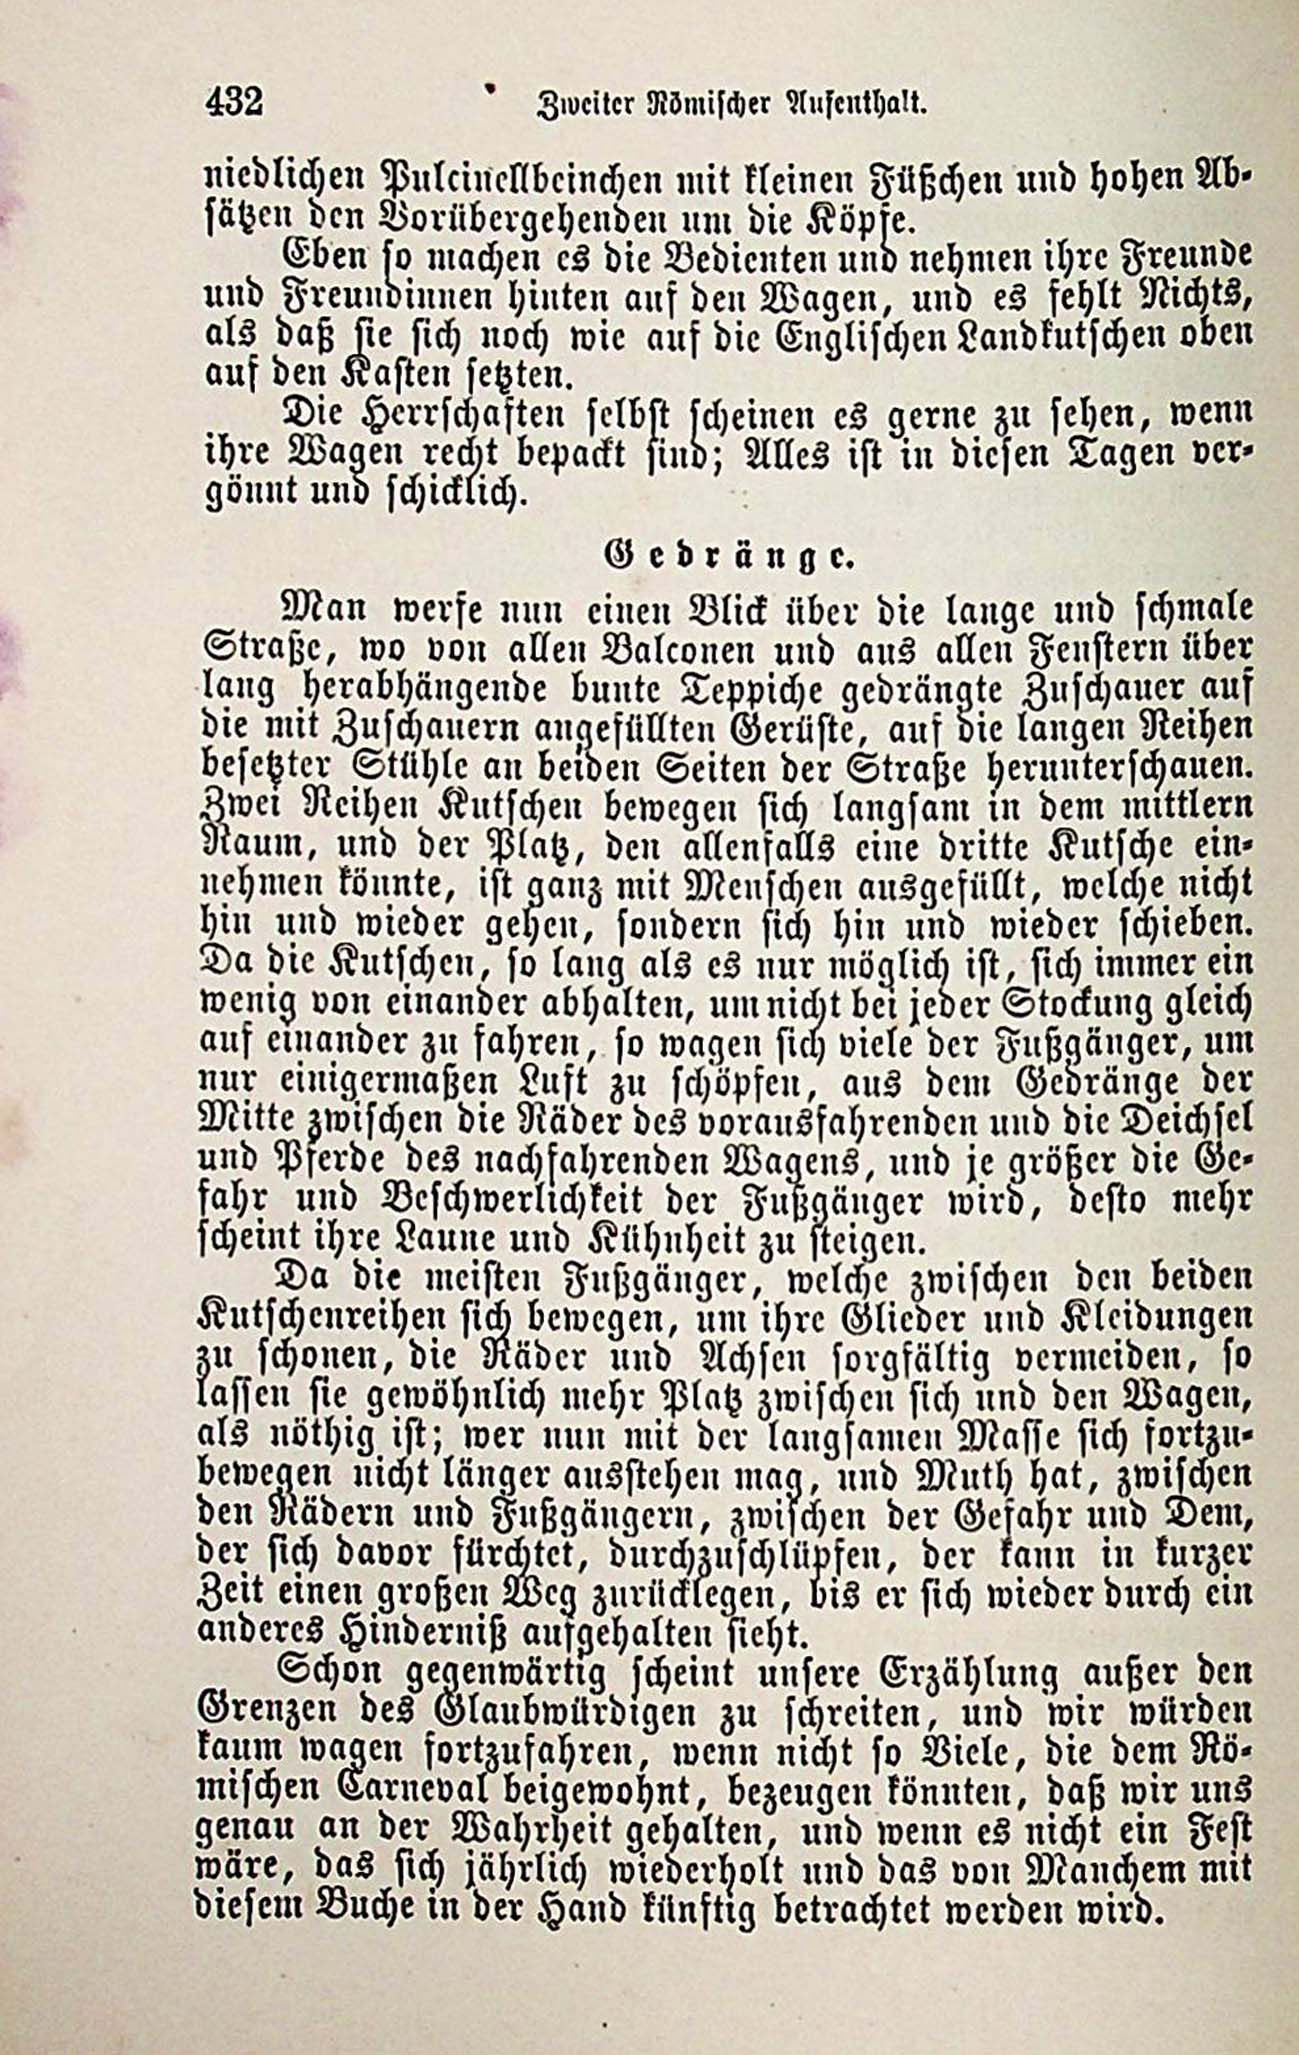 432
Zweiter Römischer Aufenthalt.
niedlichen Pulcinellbeinchen mit kleinen Füßchen und hohen Ab-
sätzen den Vorübergehenden um die Köpfe.
Eben so machen es die Bedienten und nehmen ihre Freunde
und Freundinnen hinten auf den Wagen, und es fehlt Nichts,
als daß sie sich noch wie auf die Englischen Landkutschen oben
auf den Kasten setzten.
Die Herrschaften selbst scheinen es gerne zu sehen, wenn
ihre Wagen recht bepackt sind; Alles ist in diesen Tagen ver-
gönnt und schicklich.
Gedränge.
Man werfe nun einen Blick über die lange und schmale
Straße, wo von allen Balconen und aus allen Fenstern über
lang herabhängende bunte Teppiche gedrängte Zuschauer auf
die mit Zuschauern angefüllten Gerüste, auf die langen Reihen
besetzter Stühle an beiden Seiten der Straße herunterschauen.
Zwei Reihen Kutschen bewegen sich langsam in dem mittlern
Raum, und der Platz, den allenfalls eine dritte Kutsche ein-
nehmen könnte, ist ganz mit Menschen ausgefüllt, welche nicht
hin und wieder gehen, sondern sich hin und wieder schieben.
Da die Kutschen, so lang als es nur möglich ist, sich immer ein
wenig von einander abhalten, um nicht bei jeder Stockung gleich
auf einander zu fahren, so wagen sich viele der Fußgänger, um
nur einigermaßen Luft zu schöpfen, aus dem Gedränge der
Mitte zwischen die Räder des vorausfahrenden und die Deichsel
und Pferde des nachfahrenden Wagens, und je größer die Ge-
fahr und Beschwerlichkeit der Fußgänger wird, desto mehr
scheint ihre Laune und Kühnheit zu steigen.
Da die meisten Fußgänger, welche zwischen den beiden
Kutschenreihen sich bewegen, um ihre Glieder und Kleidungen
zu schonen, die Räder und Achsen sorgfältig vermeiden, so
lassen sie gewöhnlich mehr Platz zwischen sich und den Wagen,
als nöthig ist; wer nun mit der langsamen Masse sich fortzu-
bewegen nicht länger ausstehen mag, und Muth hat, zwischen
den Rädern und Fußgängern, zwischen der Gefahr und Dem,
der sich davor fürchtet, durchzuschlüpfen, der kann in kurzer
Zeit einen großen Weg zurücklegen, bis er sich wieder durch ein
anderes Hinderniß aufgehalten sieht.
Schon gegenwärtig scheint unsere Erzählung außer den
Grenzen des Glaubwürdigen zu schreiten, und wir würden
kaum wagen fortzufahren, wenn nicht so Viele, die dem Rö-
mischen Carneval beigewohnt, bezeugen könnten, daß wir uns
genau an der Wahrheit gehalten, und wenn es nicht ein Fest
wäre, das sich jährlich wiederholt und das von Manchem mit
diesem Buche in der Hand künftig betrachtet werden wird.